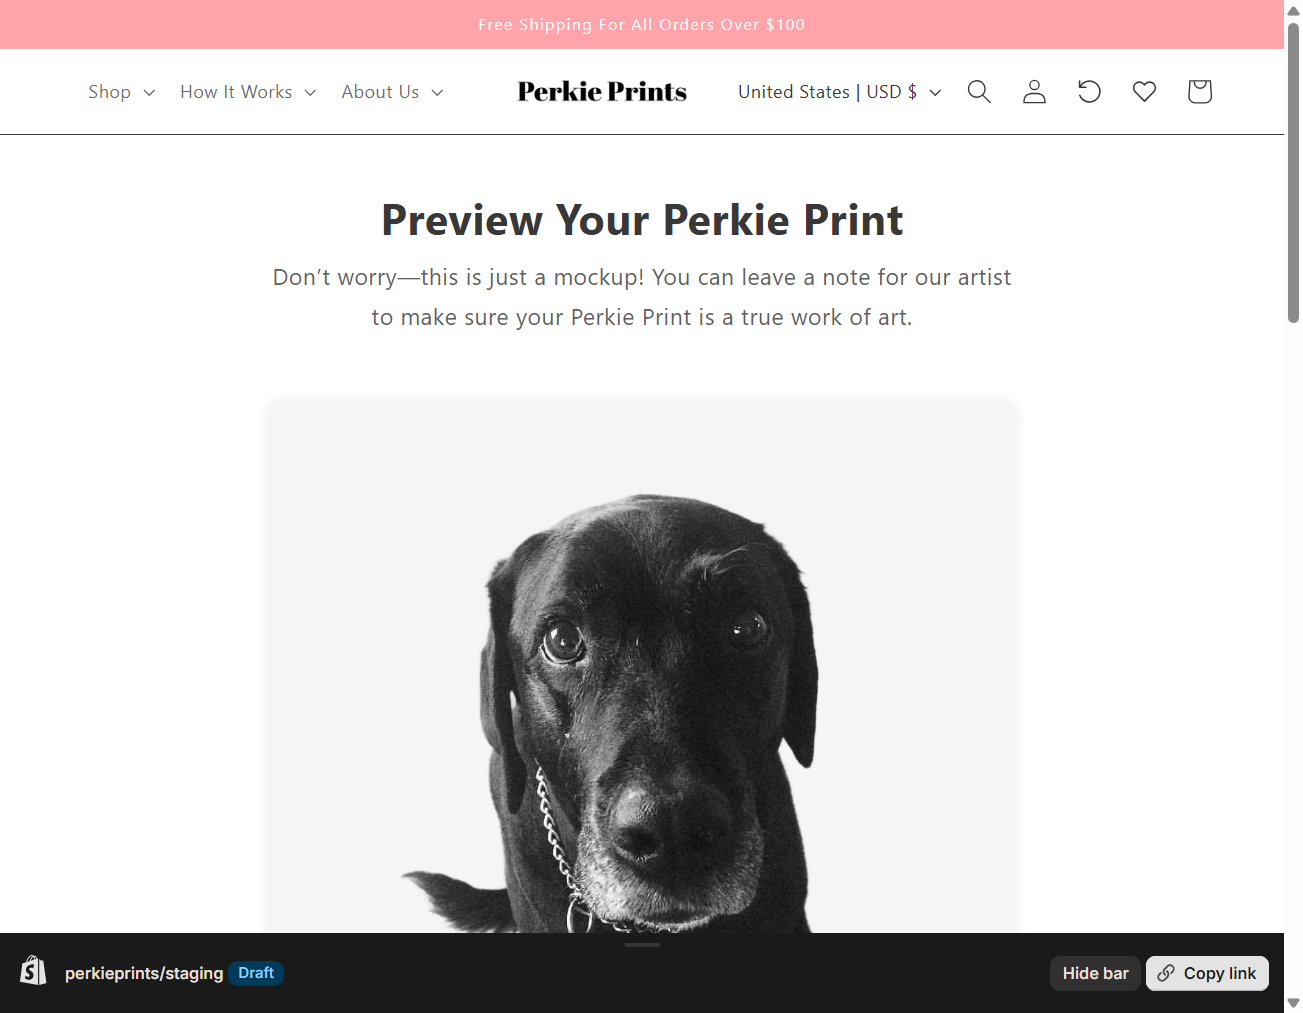 Free Shipping For All Orders Over $100
Shop
How It Works
About Us
Perkie Prints
United States | USD $
Preview Your Perkie Print
Don’t worry—this is just a mockup! You can leave a note for our artist
to make sure your Perkie Print is a true work of art.
perkieprints/staging
Draft
Hide bar
Copy link